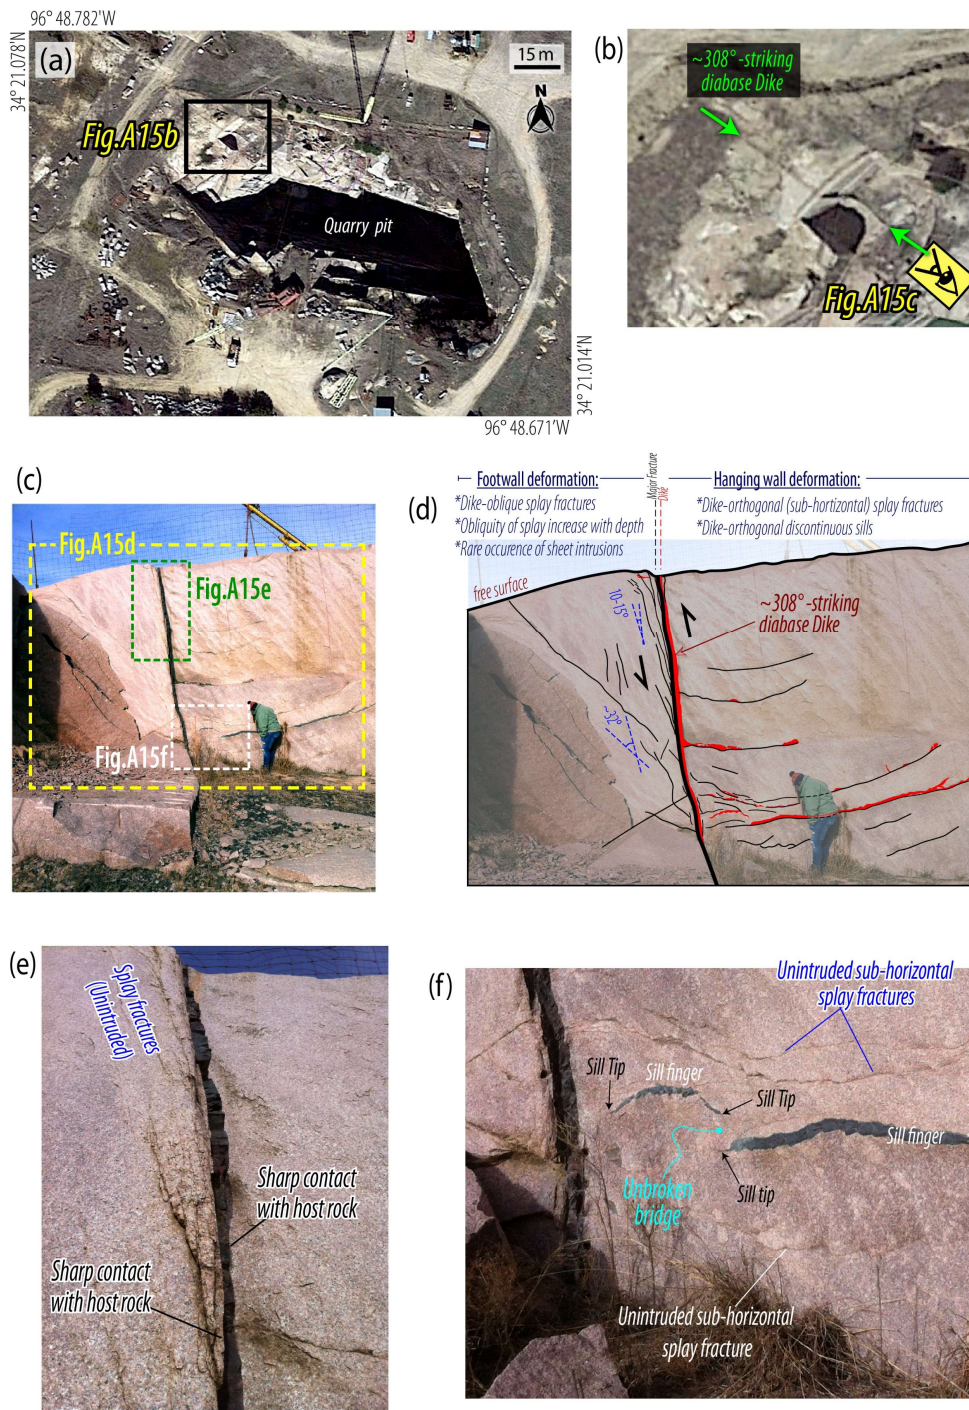 96° 48.782'W
34° 21.078'N
(a)
15 m
N
Fig.A15b
Quarry pit
34° 21.014'N
96° 48.671'W
(b)
~308°-striking
diabase Dike
Fig.A15c
(c)
Fig.A15d
Fig.A15e
Fig.A15f
(d)
Footwall deformation:
*Dike-oblique splay fractures
*Obliquity of splay increase with depth
*Rare occurence of sheet intrusions
Major Fracture
Dike
Hanging wall deformation:
*Dike-orthogonal (sub-hortizontal) splay fractures
*Dike-orthogonal discontinuous sills
free surface
10-15°
~32°
~308°-striking
diabase Dike
(e)
Splay fractures
(Unintruded)
Sharp contact
with host rock
Sharp contact
with host rock
(f)
Unintruded sub-horizontal
splay fractures
Sill Tip
Sill finger
Sill Tip
Sill finger
Unbroken
bridge
Sill tip
Unintruded sub-horizontal
splay fracture